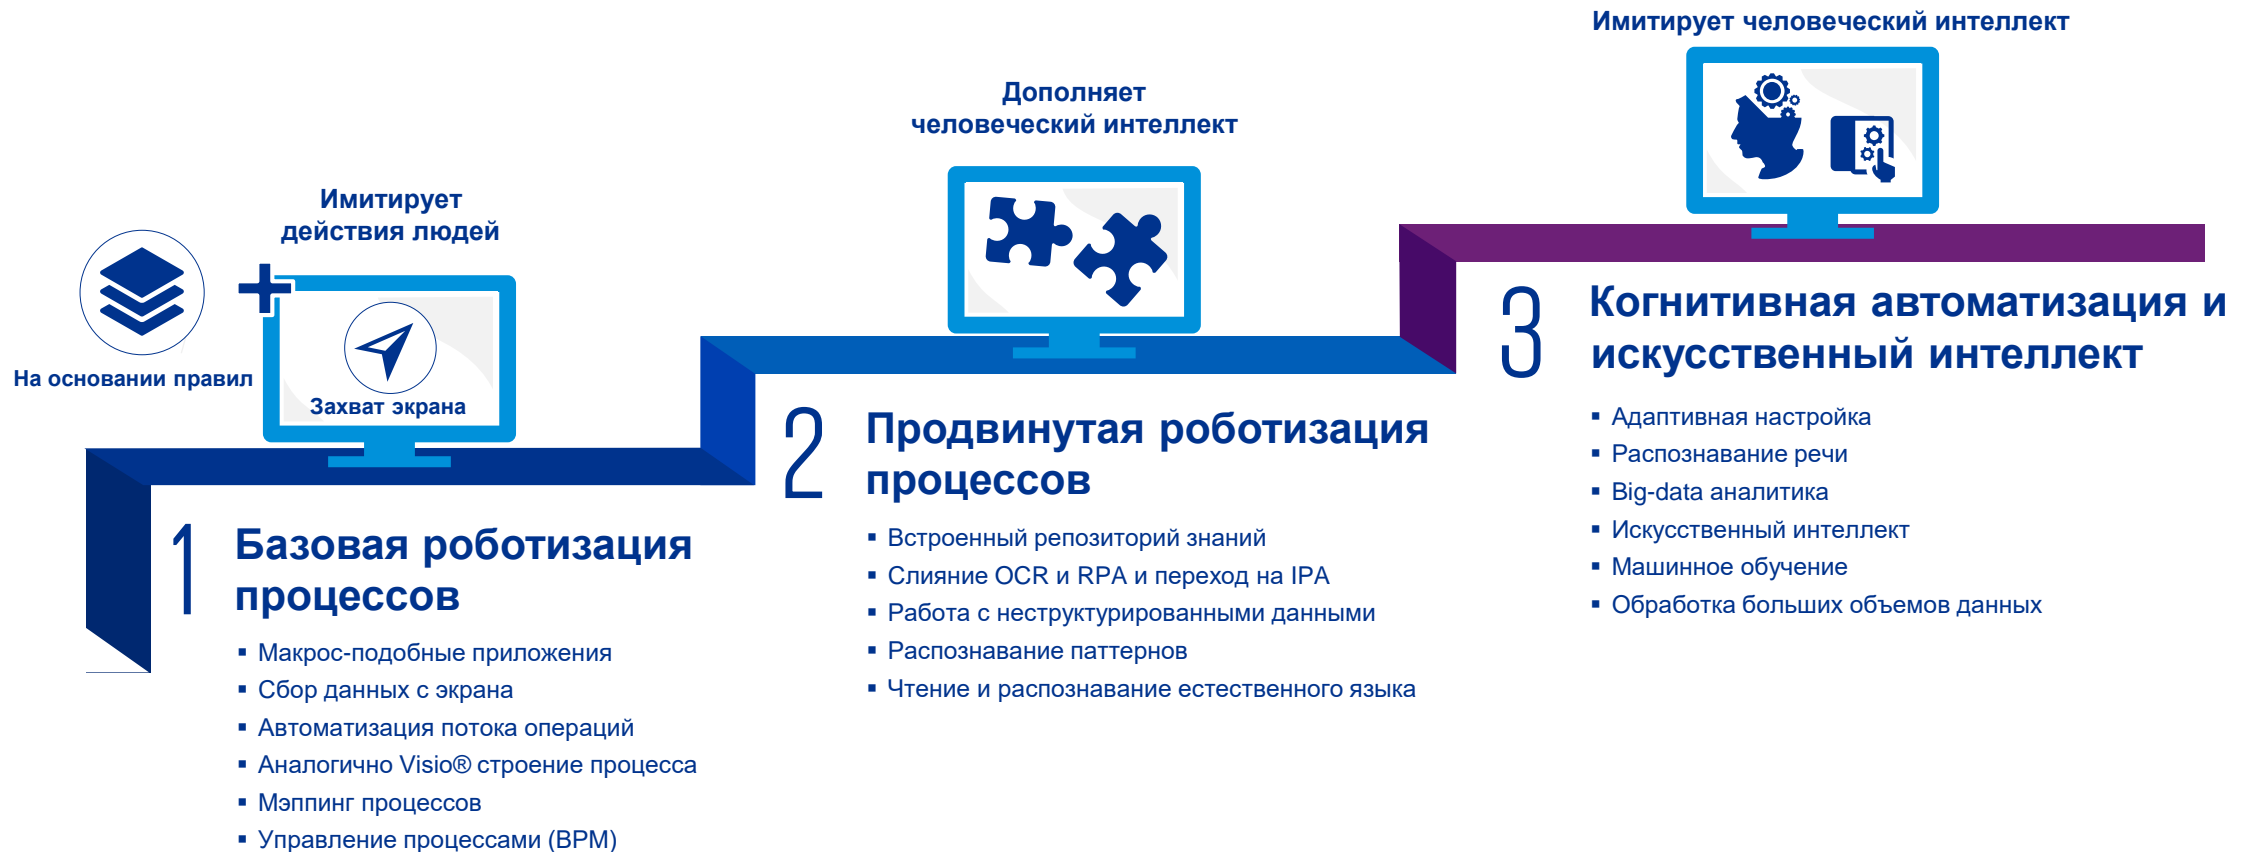 На основании правил
Имитирует
действия людей
Захват экрана
1
Базовая роботизация
процессов
▪ Макрос-подобные приложения
▪ Сбор данных с экрана
▪ Автоматизация потока операций
▪ Аналогично Visio® строение процесса
▪ Мэппинг процессов
▪ Управление процессами (BPM)
Дополняет
человеческий интеллект
2
Продвинутая роботизация
процессов
▪ Встроенный репозиторий знаний
▪ Слияние OCR и RPA и переход на IPA
▪ Работа с неструктурированными данными
▪ Распознавание паттернов
▪ Чтение и распознавание естественного языка
Имитирует человеческий интеллект
3
Когнитивная автоматизация и
искусственный интеллект
▪ Адаптивная настройка
▪ Распознавание речи
▪ Big-data аналитика
▪ Искусственный интеллект
▪ Машинное обучение
▪ Обработка больших объемов данных